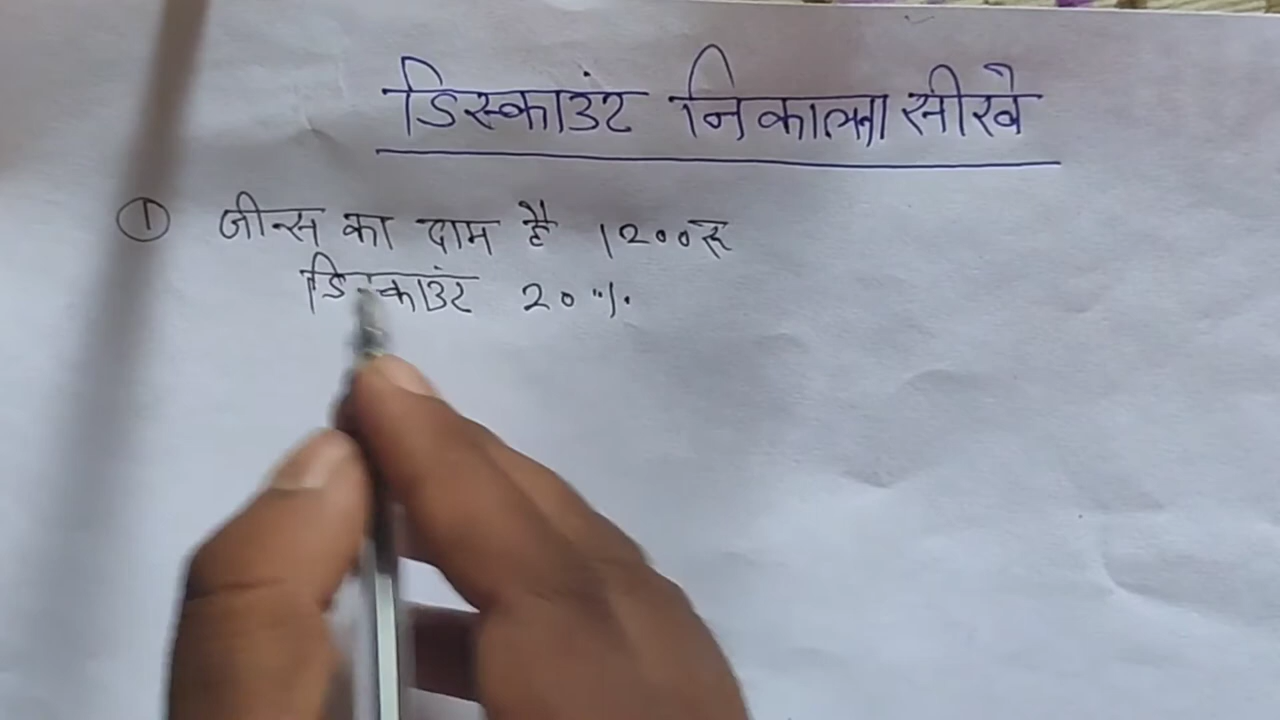 डिस्काउंट निकालना सीखे
① जीन्स का दाम है 1200रू
डिस्काउंट 20%